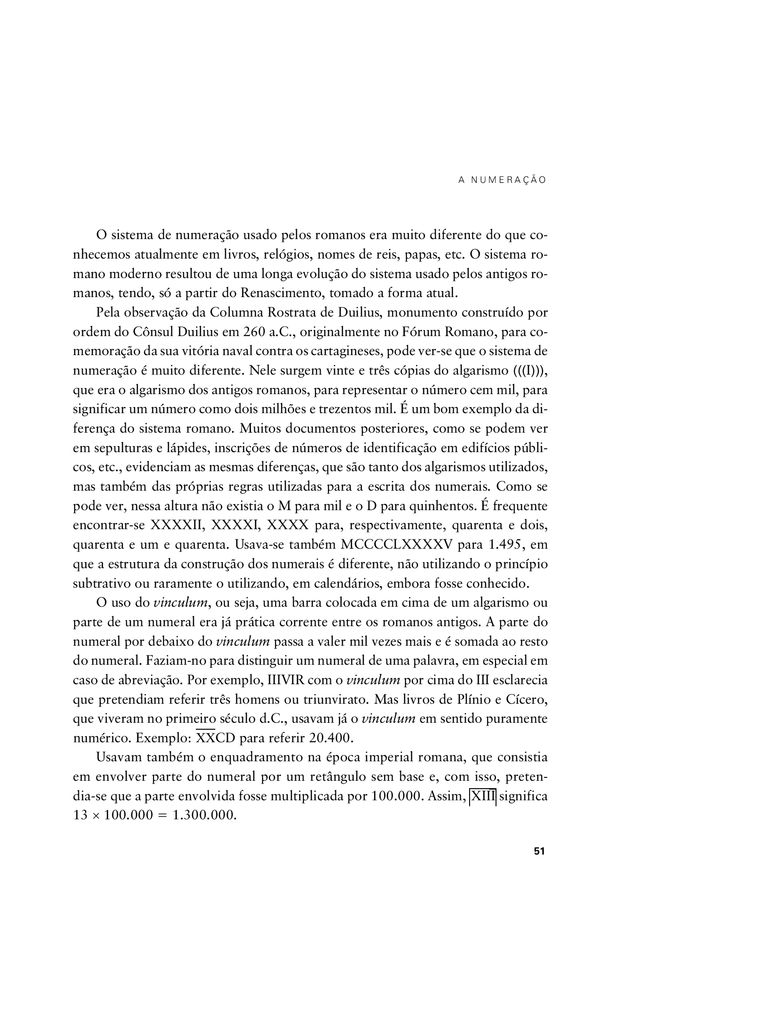 A NUMERAÇÃO
O sistema de numeração usado pelos romanos era muito diferente do que co-
nhecemos atualmente em livros, relógios, nomes de reis, papas, etc. O sistema ro-
mano moderno resultou de uma longa evolução do sistema usado pelos antigos ro-
manos, tendo, só a partir do Renascimento, tomado a forma atual.
Pela observação da Columna Rostrata de Duilius, monumento construído por
ordem do Cônsul Duilius em 260 a.C., originalmente no Fórum Romano, para co-
memoração da sua vitória naval contra os cartagineses, pode ver-se que o sistema de
numeração é muito diferente. Nele surgem vinte e três cópias do algarismo (((I))),
que era o algarismo dos antigos romanos, para representar o número cem mil, para
significar um número como dois milhões e trezentos mil. É um bom exemplo da di-
ferença do sistema romano. Muitos documentos posteriores, como se podem ver
em sepulturas e lápides, inscrições de números de identificação em edifícios públi-
cos, etc., evidenciam as mesmas diferenças, que são tanto dos algarismos utilizados,
mas também das próprias regras utilizadas para a escrita dos numerais. Como se
pode ver, nessa altura não existia o M para mil e o D para quinhentos. É frequente
encontrar-se XXXXII, XXXXI, XXXX para, respectivamente, quarenta e dois,
quarenta e um e quarenta. Usava-se também MCCCCLXXXXV para 1.495, em
que a estrutura da construção dos numerais é diferente, não utilizando o princípio
subtrativo ou raramente o utilizando, em calendários, embora fosse conhecido.
O uso do vinculum, ou seja, uma barra colocada em cima de um algarismo ou
parte de um numeral era já prática corrente entre os romanos antigos. A parte do
numeral por debaixo do vinculum passa a valer mil vezes mais e é somada ao resto
do numeral. Faziam-no para distinguir um numeral de uma palavra, em especial em
caso de abreviação. Por exemplo, IIIVIR com o vinculum por cima do III esclarecia
que pretendiam referir três homens ou triunvirato. Mas livros de Plínio e Cícero,
que viveram no primeiro século d.C., usavam já o vinculum em sentido puramente
numérico. Exemplo: X̅X̅CD para referir 20.400.
Usavam também o enquadramento na época imperial romana, que consistia
em envolver parte do numeral por um retângulo sem base e, com isso, preten-
dia-se que a parte envolvida fosse multiplicada por 100.000. Assim, |X̅I̅I̅I̅| significa
13 × 100.000 = 1.300.000.
51